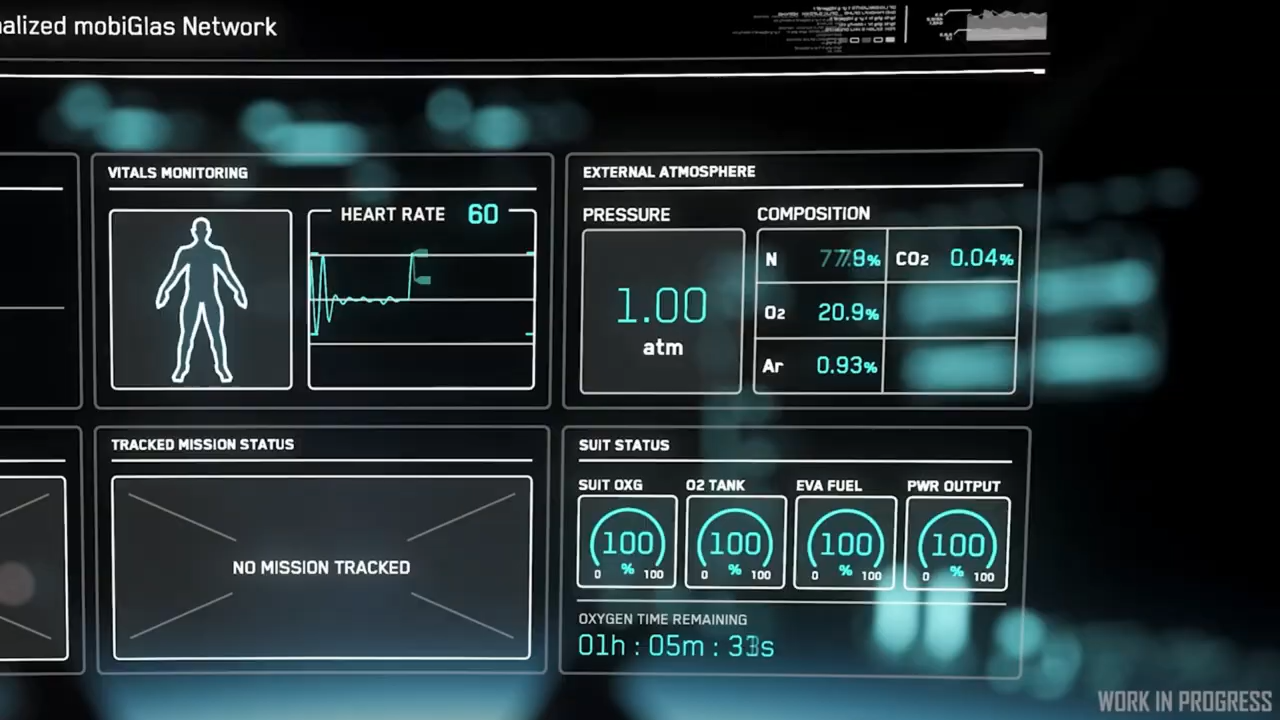 alized mobiGlas Network
VITALS MONITORING
HEART RATE 60
EXTERNAL ATMOSPHERE
PRESSURE
1.00
atm
COMPOSITION
N 77.8% CO2 0.04%
O2 20.9%
Ar 0.93%
TRACKED MISSION STATUS
NO MISSION TRACKED
SUIT STATUS
SUIT OXG O2 TANK EVA FUEL PWR OUTPUT
100 100 100 100
% % % %
0 100 0 100 0 100 0 100
OXYGEN TIME REMAINING
01h : 05m :
WORK IN PROGRESS